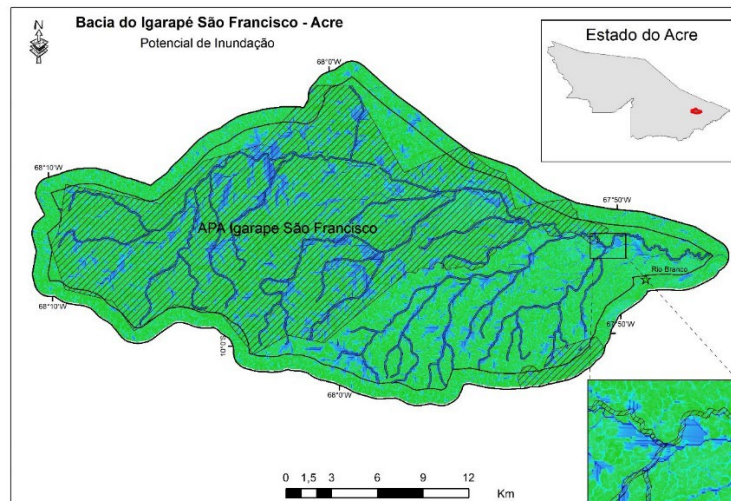 N
Bacia do Igarapé São Francisco - Acre
Potencial de Inundação
Estado do Acre
68°0'W
68°10'W
67°50'W
APA Igarape São Francisco
Rio Branco
68°10'W
67°50'W
10°0'S
68°0'W
0 1,5 3 6 9 12
Km